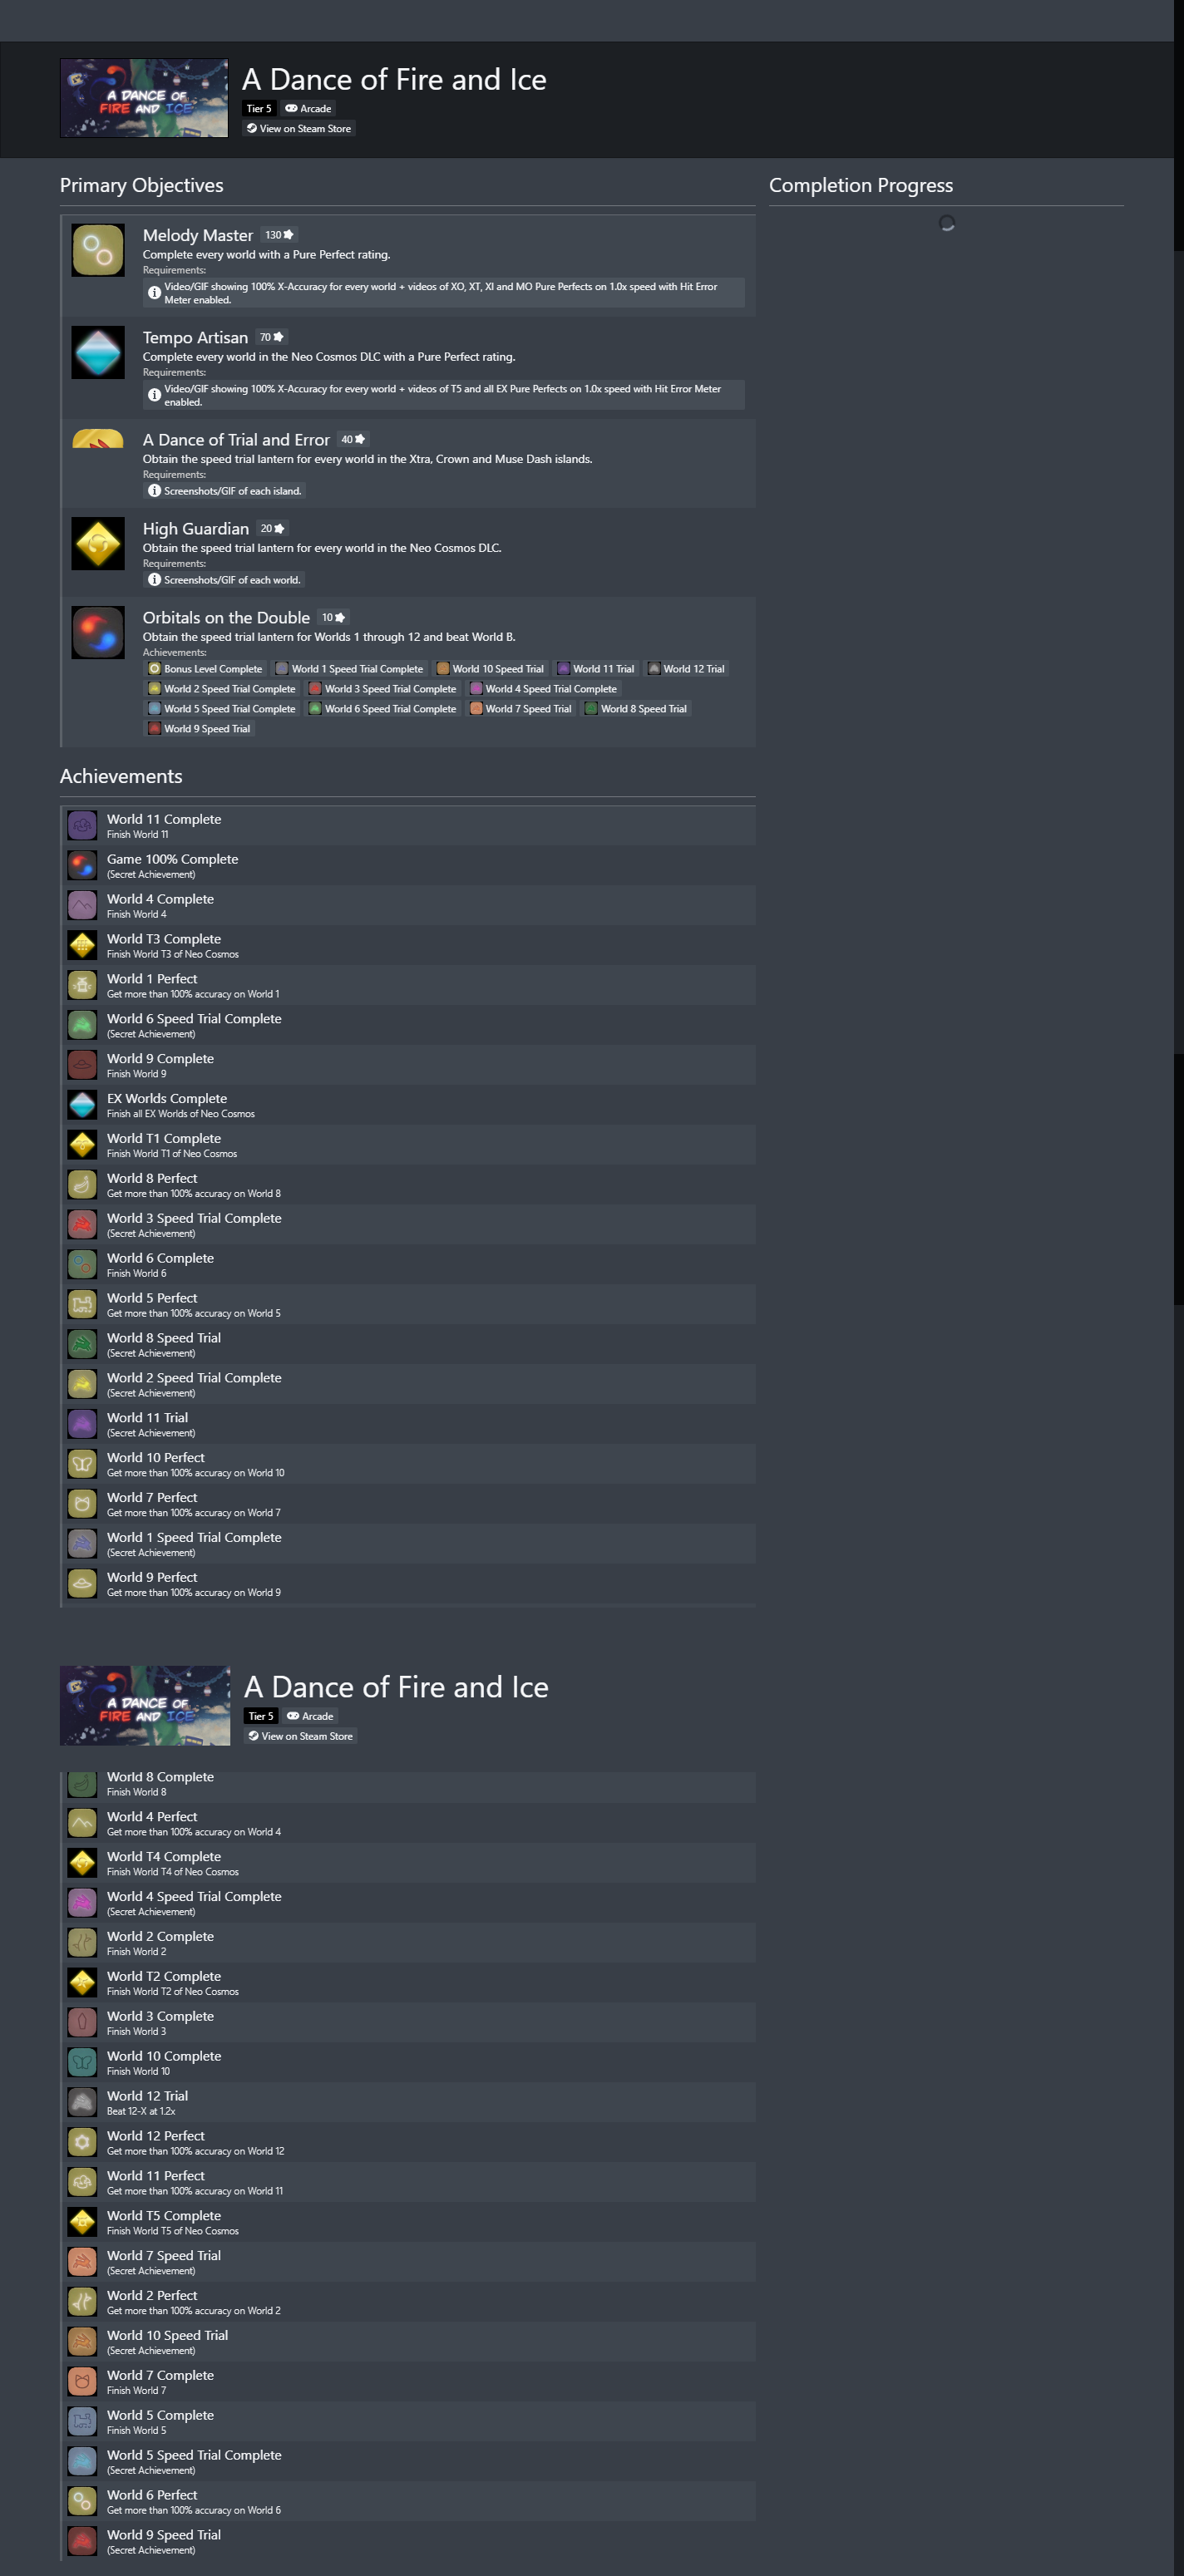 A DANCE OF
FIRE AND ICE
A Dance of Fire and Ice
Tier 5 Arcade
View on Steam Store
Primary Objectives
Completion Progress
Melody Master 130
Complete every world with a Pure Perfect rating.
Requirements:
Video/GIF showing 100% X-Accuracy for every world + videos of XO, XT, XI and MO Pure Perfects on 1.0x speed with Hit Error
Meter enabled.
Tempo Artisan 70
Complete every world in the Neo Cosmos DLC with a Pure Perfect rating.
Requirements:
Video/GIF showing 100% X-Accuracy for every world + videos of T5 and all EX Pure Perfects on 1.0x speed with Hit Error Meter
enabled.
A Dance of Trial and Error 40
Obtain the speed trial lantern for every world in the Xtra, Crown and Muse Dash islands.
Requirements:
Screenshots/GIF of each island.
High Guardian 20
Obtain the speed trial lantern for every world in the Neo Cosmos DLC.
Requirements:
Screenshots/GIF of each world.
Orbitals on the Double 10
Obtain the speed trial lantern for Worlds 1 through 12 and beat World B.
Achievements:
Bonus Level Complete World 1 Speed Trial Complete World 10 Speed Trial World 11 Trial World 12 Trial
World 2 Speed Trial Complete World 3 Speed Trial Complete World 4 Speed Trial Complete
World 5 Speed Trial Complete World 6 Speed Trial Complete World 7 Speed Trial World 8 Speed Trial
World 9 Speed Trial
Achievements
World 11 Complete
Finish World 11
Game 100% Complete
(Secret Achievement)
World 4 Complete
Finish World 4
World T3 Complete
Finish World T3 of Neo Cosmos
World 1 Perfect
Get more than 100% accuracy on World 1
World 6 Speed Trial Complete
(Secret Achievement)
World 9 Complete
Finish World 9
EX Worlds Complete
Finish all EX Worlds of Neo Cosmos
World T1 Complete
Finish World T1 of Neo Cosmos
World 8 Perfect
Get more than 100% accuracy on World 8
World 3 Speed Trial Complete
(Secret Achievement)
World 6 Complete
Finish World 6
World 5 Perfect
Get more than 100% accuracy on World 5
World 8 Speed Trial
(Secret Achievement)
World 2 Speed Trial Complete
(Secret Achievement)
World 11 Trial
(Secret Achievement)
World 10 Perfect
Get more than 100% accuracy on World 10
World 7 Perfect
Get more than 100% accuracy on World 7
World 1 Speed Trial Complete
(Secret Achievement)
World 9 Perfect
Get more than 100% accuracy on World 9
A DANCE OF
FIRE AND ICE
A Dance of Fire and Ice
Tier 5 Arcade
View on Steam Store
World 8 Complete
Finish World 8
World 4 Perfect
Get more than 100% accuracy on World 4
World T4 Complete
Finish World T4 of Neo Cosmos
World 4 Speed Trial Complete
(Secret Achievement)
World 2 Complete
Finish World 2
World T2 Complete
Finish World T2 of Neo Cosmos
World 3 Complete
Finish World 3
World 10 Complete
Finish World 10
World 12 Trial
Beat 12-X at 1.2x
World 12 Perfect
Get more than 100% accuracy on World 12
World 11 Perfect
Get more than 100% accuracy on World 11
World T5 Complete
Finish World T5 of Neo Cosmos
World 7 Speed Trial
(Secret Achievement)
World 2 Perfect
Get more than 100% accuracy on World 2
World 10 Speed Trial
(Secret Achievement)
World 7 Complete
Finish World 7
World 5 Complete
Finish World 5
World 5 Speed Trial Complete
(Secret Achievement)
World 6 Perfect
Get more than 100% accuracy on World 6
World 9 Speed Trial
(Secret Achievement)